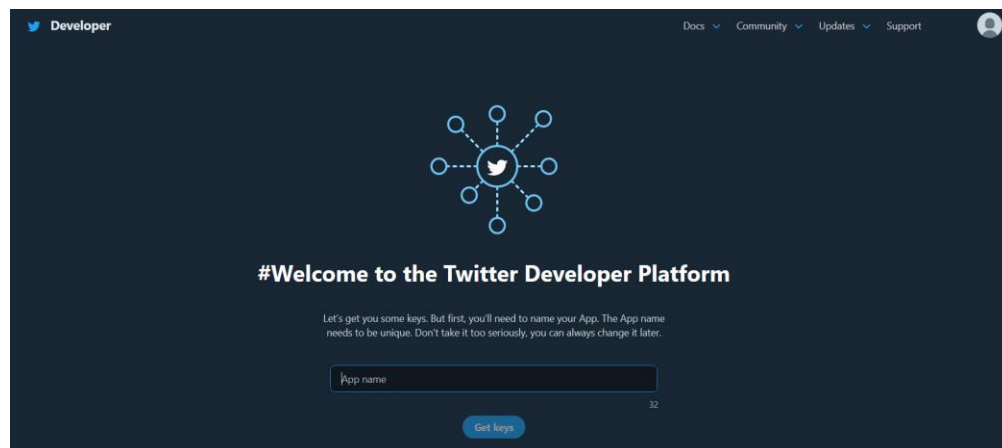 Developer
Docs
Community
Updates
Support
#Welcome to the Twitter Developer Platform
Let's get you some keys. But first, you'll need to name your App. The App name
needs to be unique. Don't take it too seriously, you can always change it later.
App name
32
Get keys